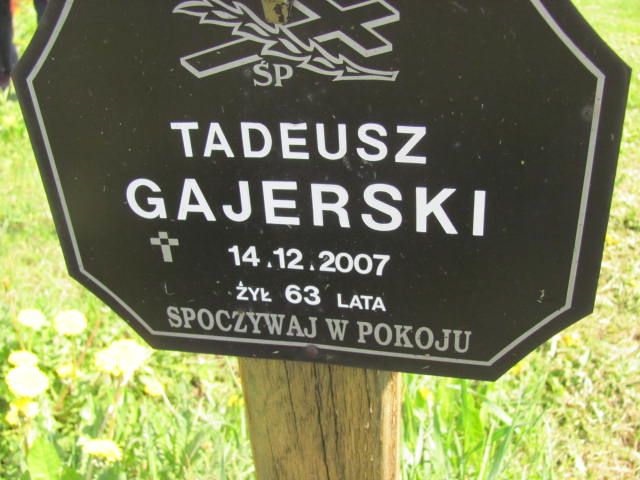 ŚP
TADEUSZ
GAJERSKI
14.12.2007
ŻYŁ 63 LATA
SPOCZYWAJ W POKOJU